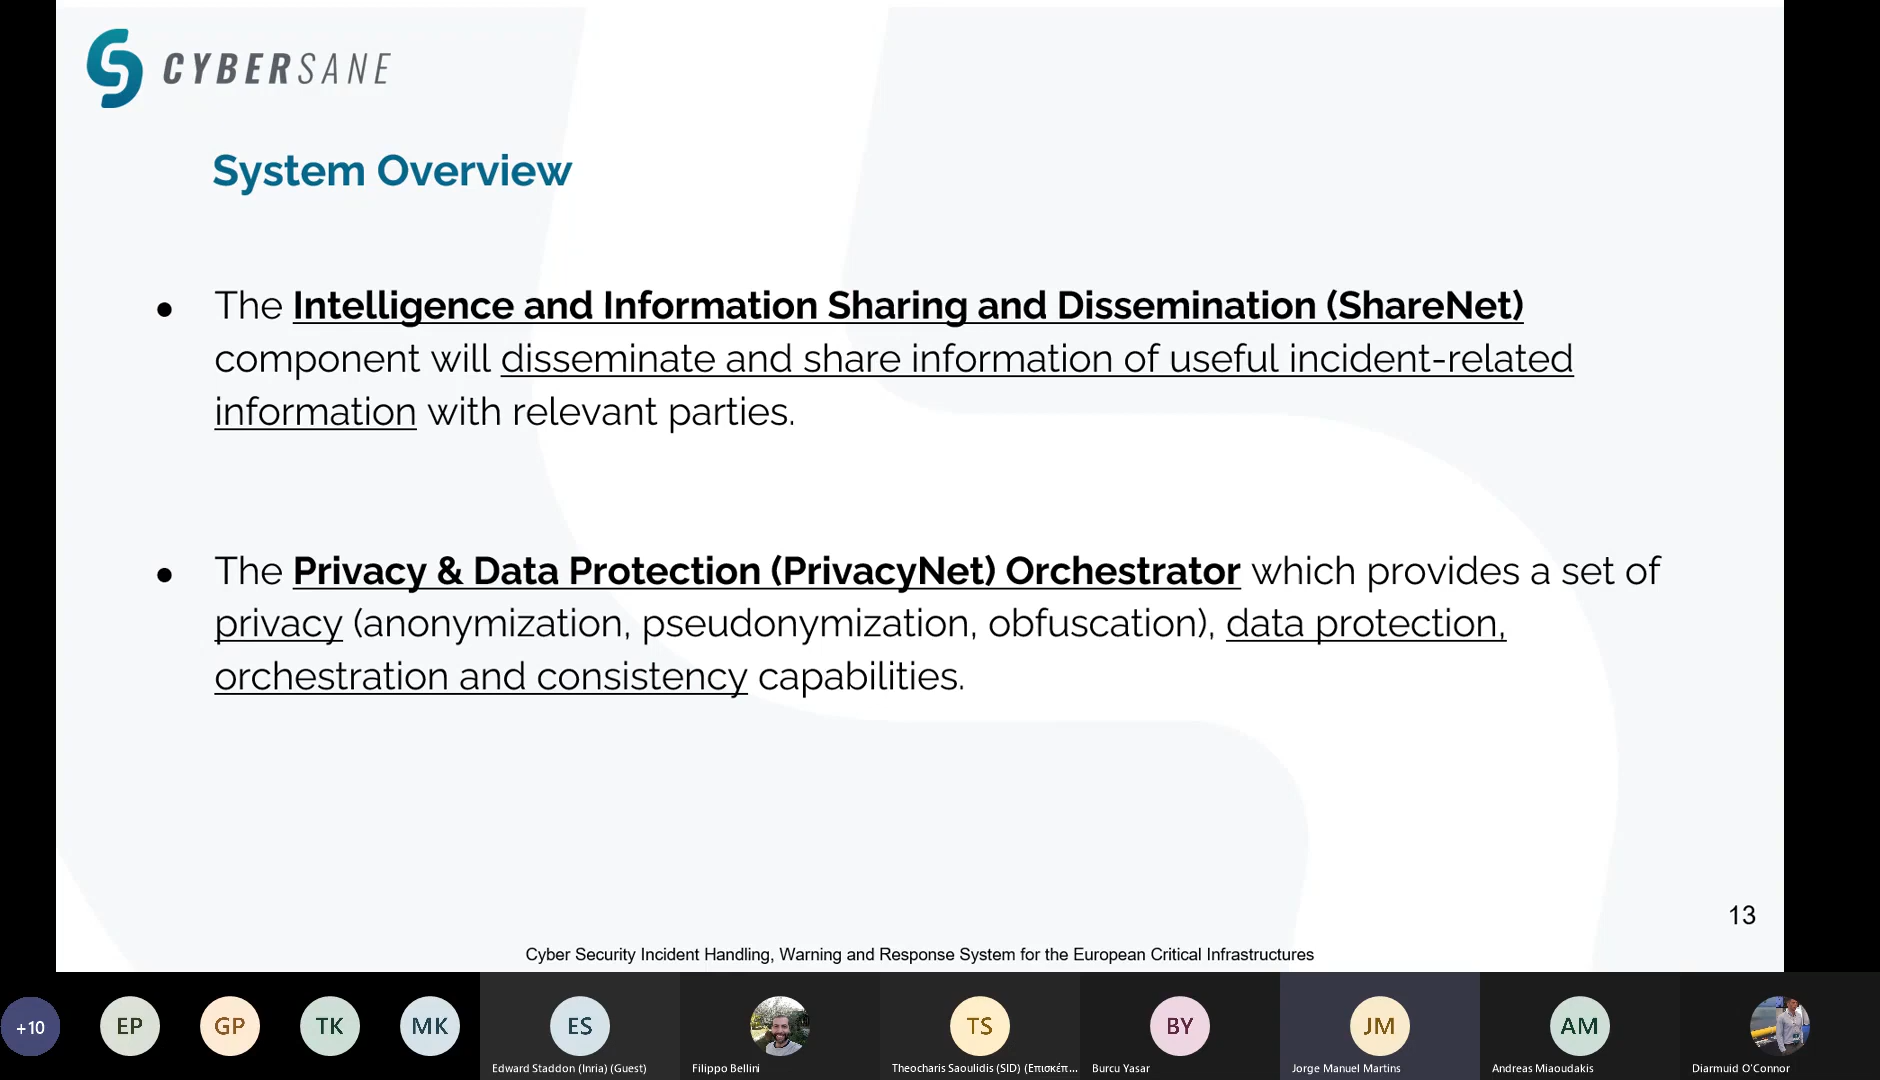 CYBERSANE
System Overview
● The Intelligence and Information Sharing and Dissemination (ShareNet)
component will disseminate and share information of useful incident-related
information with relevant parties.
● The Privacy & Data Protection (PrivacyNet) Orchestrator which provides a set of
privacy (anonymization, pseudonymization, obfuscation), data protection,
orchestration and consistency capabilities.
13
Cyber Security Incident Handling, Warning and Response System for the European Critical Infrastructures
+10 EP GP TK MK ES TS BY JM AM
Edward Staddon (Inria) (Guest) Filippo Bellini Theocharis Saoulidis (SID) (Επισκέπ... Burcu Yasar Jorge Manuel Martins Andreas Miaoudakis Diarmuid O'Connor